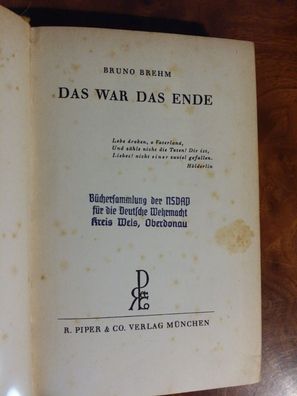 BRUNO BREHM
DAS WAR DAS ENDE
Lebe droben, o Vaterland,
Und zähle nicht die Toten! Dir ist,
Liebes! nicht einer zuviel gefallen.
Hölderlin
Büchersammlung der NSDAP
für die Deutsche Wehrmacht
Kreis Wels, Oberdonau
R. PIPER & CO. VERLAG MÜNCHEN